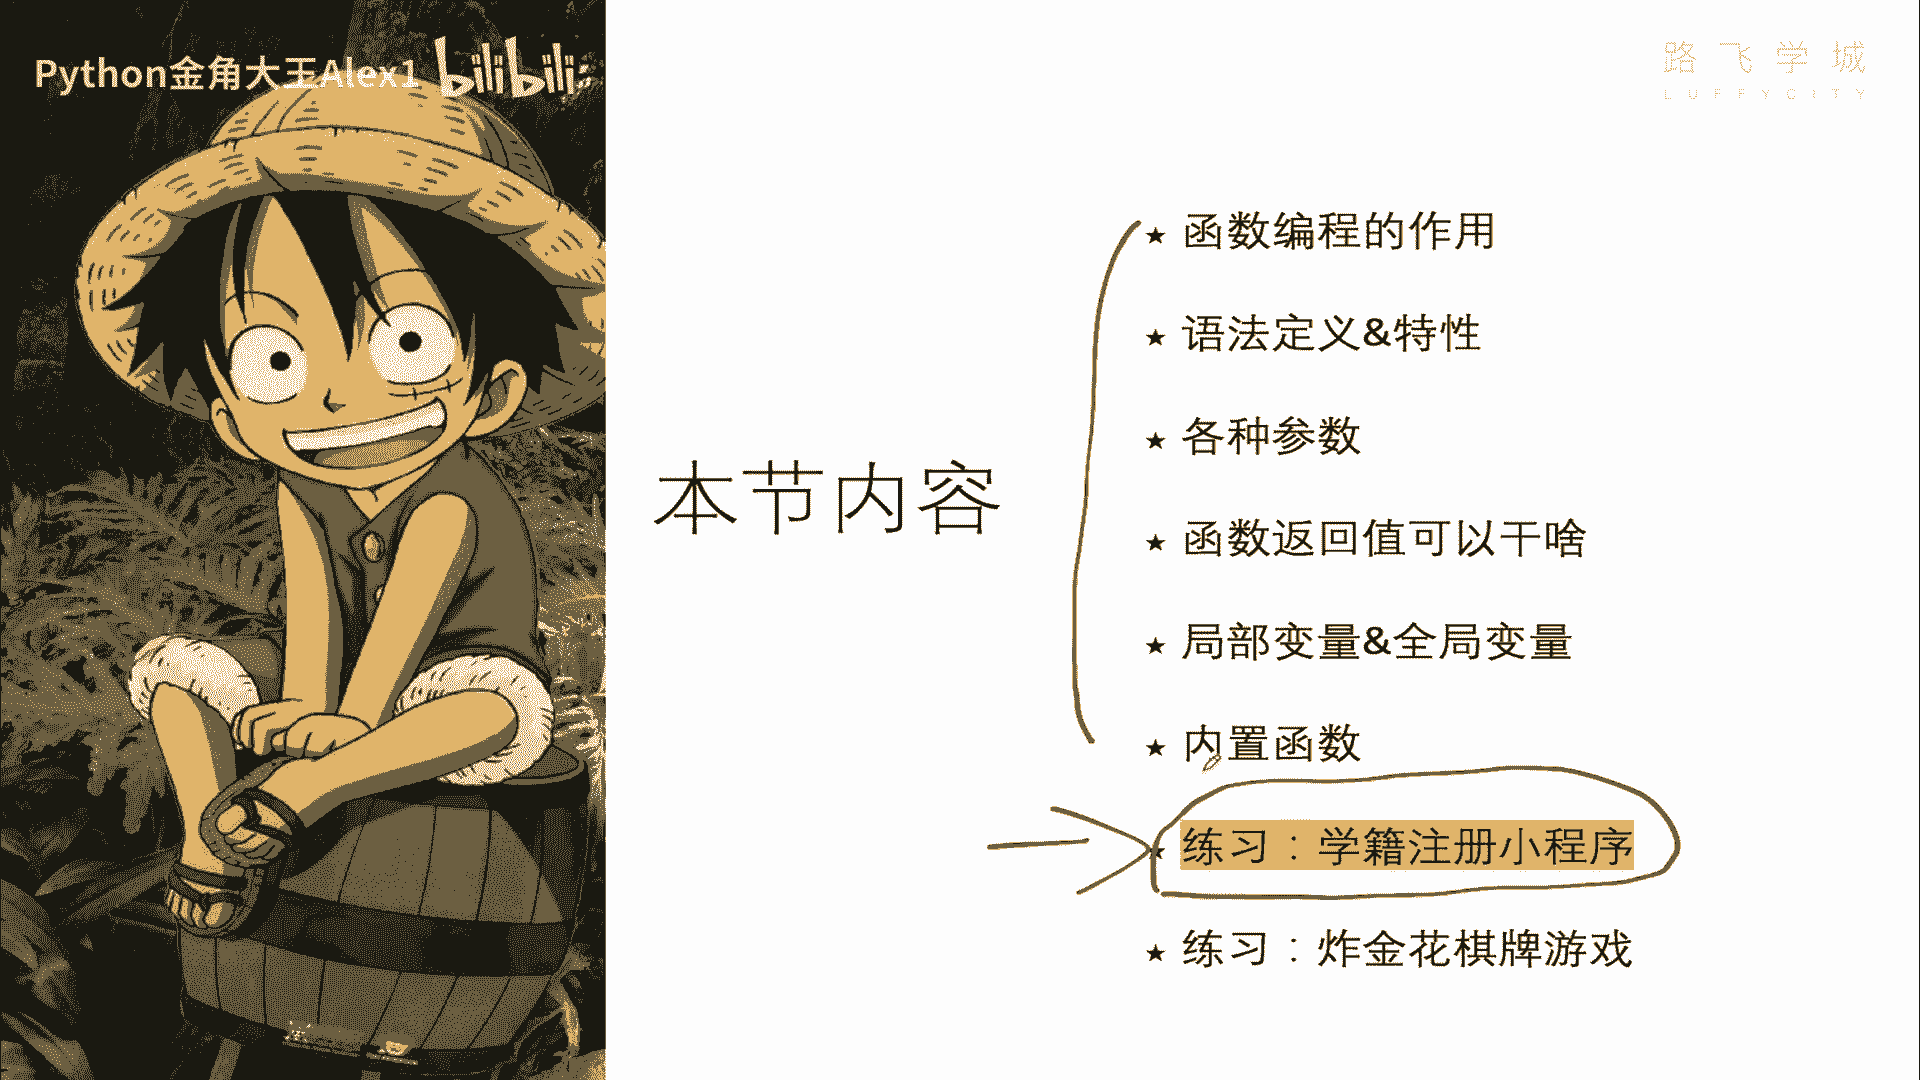 Python金角大王Alex1 bilibili
路飞学城
LUFFYCITY
本节内容
★ 函数编程的作用
★ 语法定义&特性
★ 各种参数
★ 函数返回值可以干啥
★ 局部变量&全局变量
★ 内置函数
★ 练习：学籍注册小程序
★ 练习：炸金花棋牌游戏